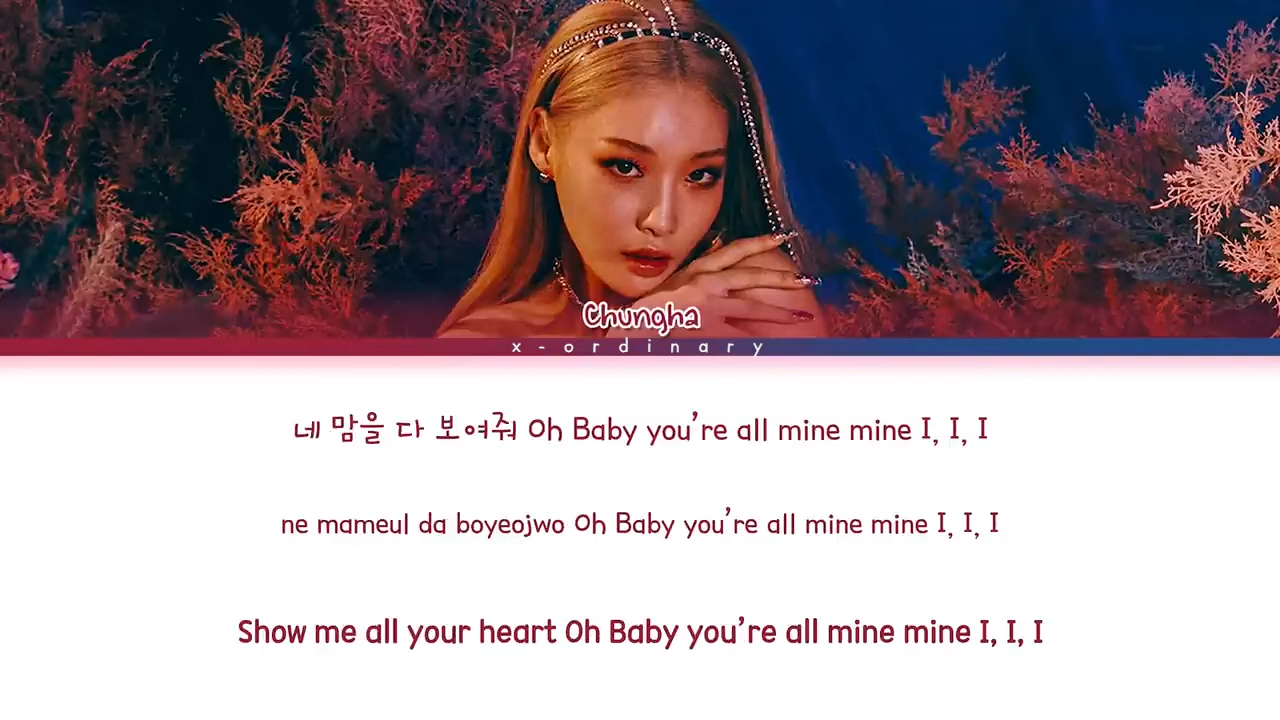 Chungha
x-ordinary
네 맘을 다 보여줘 Oh Baby you're all mine mine I, I, I
ne mameul da boyeojwo Oh Baby you're all mine mine I, I, I
Show me all your heart Oh Baby you're all mine mine I, I, I